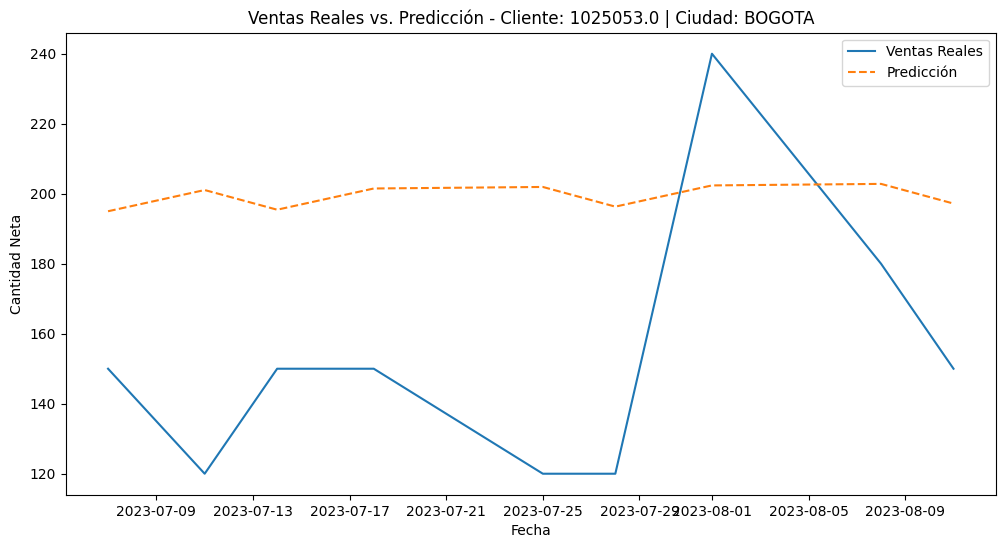 Ventas Reales vs. Predicción - Cliente: 1025053.0 | Ciudad: BOGOTA
Ventas Reales
Predicción
Cantidad Neta
240
220
200
180
160
140
120
2023-07-09 2023-07-13 2023-07-17 2023-07-21 2023-07-25 2023-07-29 2023-08-01 2023-08-05 2023-08-09
Fecha